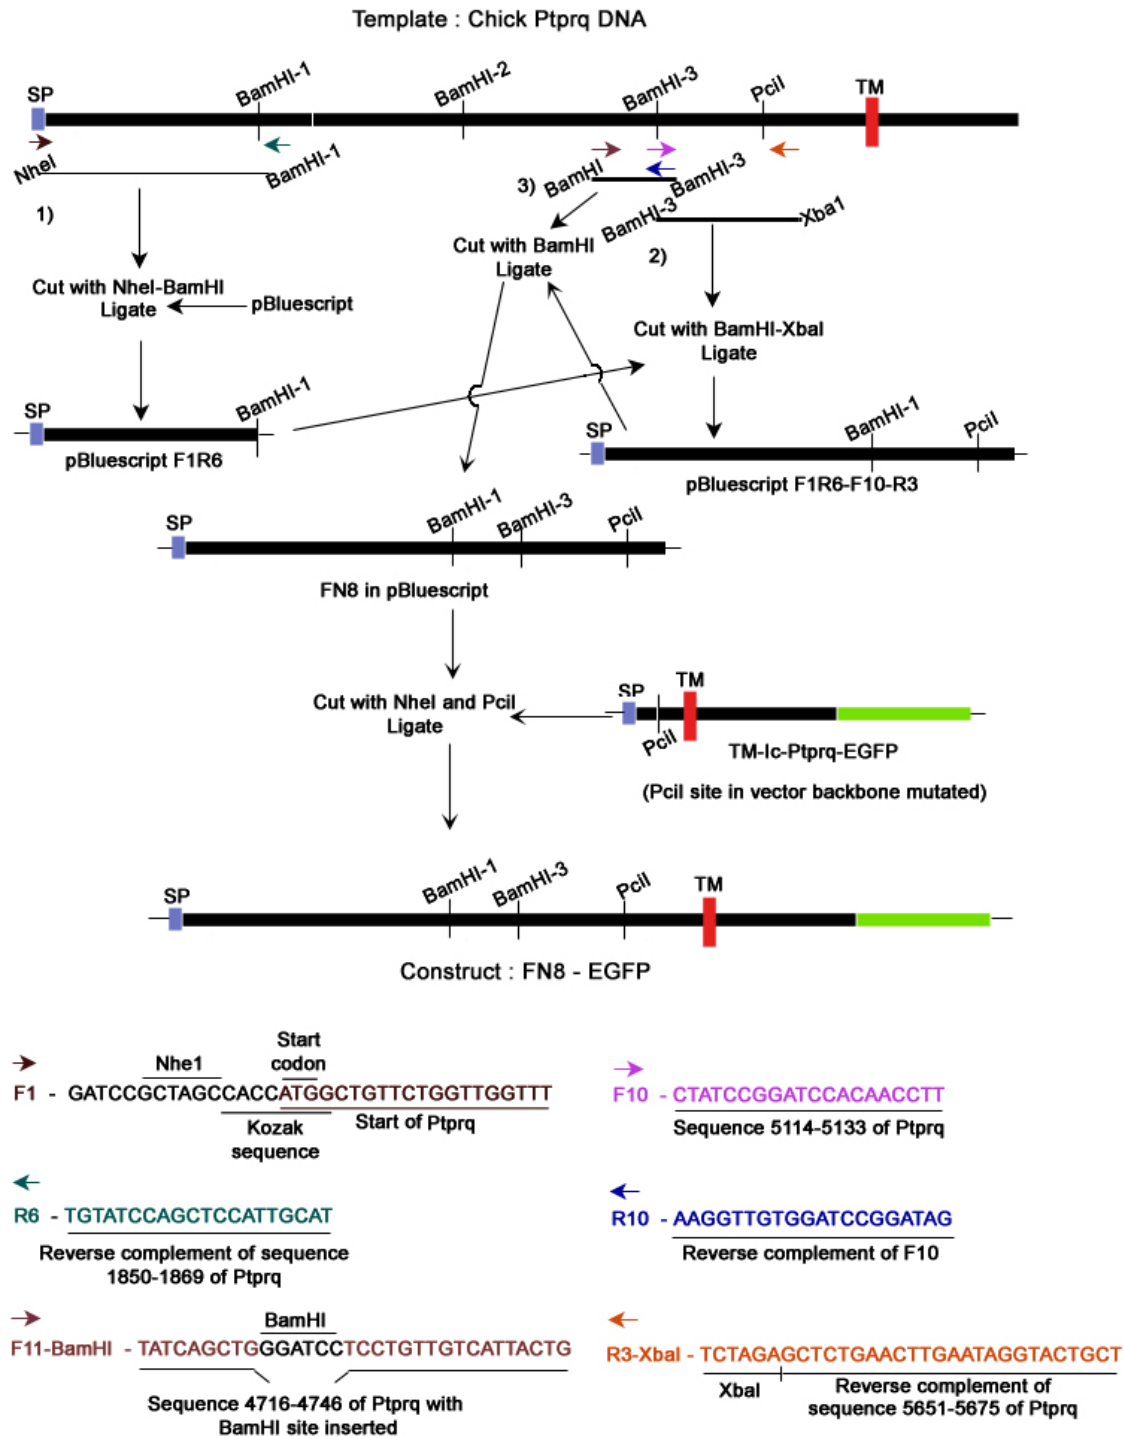 Template : Chick Ptprq DNA
SP
BamHI-1
BamHI-2
BamHI-3
PciI
TM
NheI
BamHI-1
3)
BamHI
BamHI-3
BamHI-3
Xba1
1)
2)
Cut with BamHI
Ligate
Cut with NheI-BamHI
Ligate
pBluescript
Cut with BamHI-XbaI
Ligate
SP
BamHI-1
pBluescript F1R6
SP
BamHI-1
PciI
pBluescript F1R6-F10-R3
SP
BamHI-1
BamHI-3
PciI
FN8 in pBluescript
Cut with NheI and PciI
Ligate
SP
TM
PciI
TM-Ic-Ptprq-EGFP
(PciI site in vector backbone mutated)
SP
BamHI-1
BamHI-3
PciI
TM
Construct : FN8 - EGFP
Nhe1
Start
codon
F1 - GATCCGCTAGCCACCATGGCTGTTCTGGTTGGTTT
Kozak
sequence
Start of Ptprq
F10 - CTATCCGGATCCACAACCTT
Sequence 5114-5133 of Ptprq
R6 - TGTATCCAGCTCCATTGCAT
Reverse complement of sequence
1850-1869 of Ptprq
R10 - AAGGTTGTGGATCCGGATAG
Reverse complement of F10
BamHI
F11-BamHI - TATCAGCTGGGATCCTCCTGTTGTCATTACTG
Sequence 4716-4746 of Ptprq with
BamHI site inserted
R3-XbaI - TCTAGAGCTCTGAACTTGAATAGGTACTGCT
XbaI
Reverse complement of
sequence 5651-5675 of Ptprq